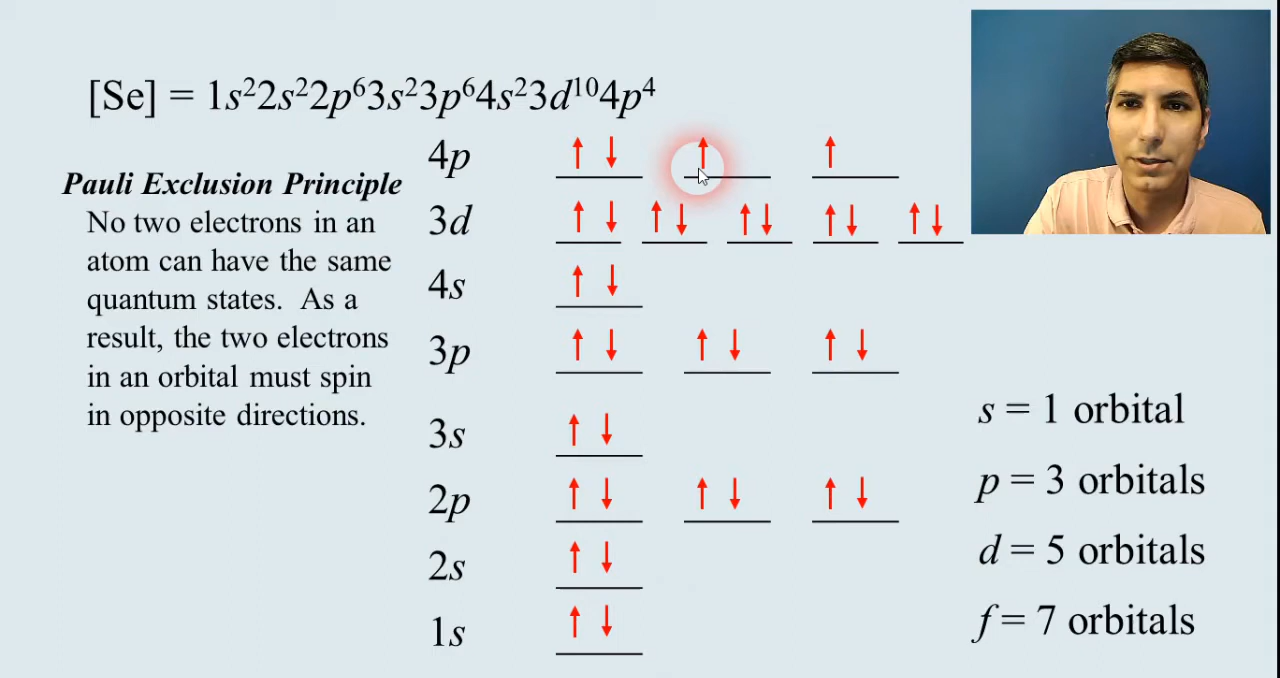 [Se] = 1s²2s²2p⁶3s²3p⁶4s²3d¹⁰4p⁴
4p
Pauli Exclusion Principle
No two electrons in an
atom can have the same
quantum states. As a
result, the two electrons
in an orbital must spin
in opposite directions.
3d
4s
3p
3s
2p
2s
1s
s = 1 orbital
p = 3 orbitals
d = 5 orbitals
f = 7 orbitals